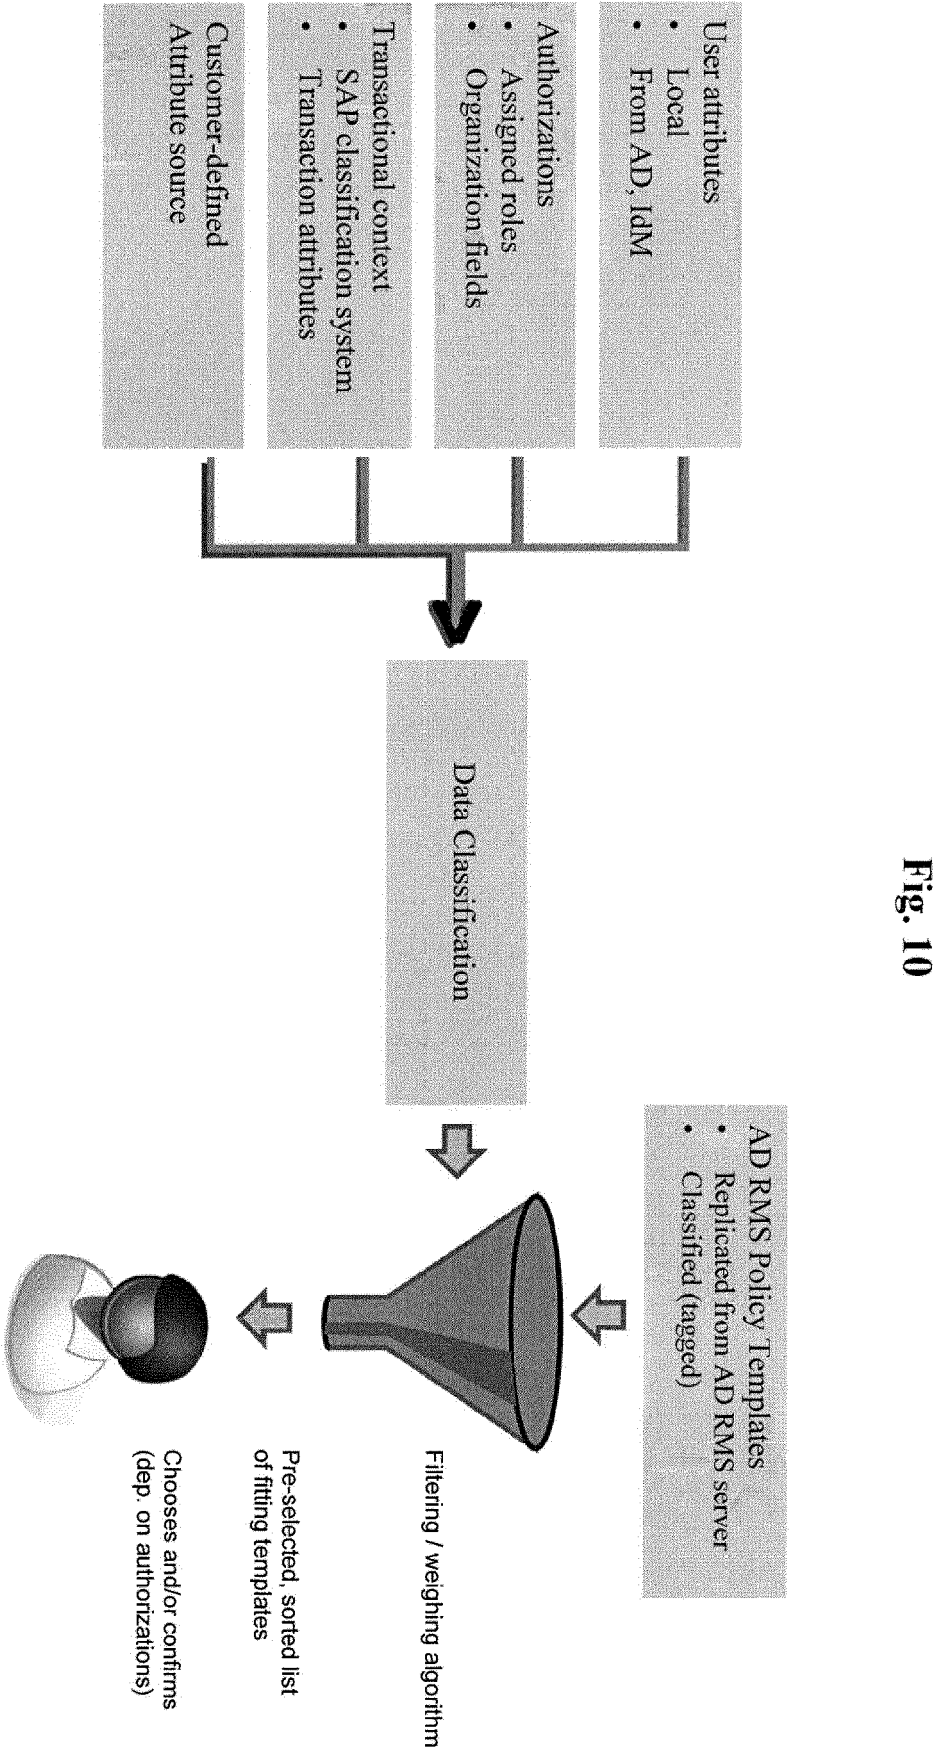 Fig. 10
User attributes
• Local
• From AD, IdM
Authorizations
• Assigned roles
• Organization fields
Transactional context
• SAP classification system
• Transaction attributes
Customer-defined
Attribute source
Data Classification
AD RMS Policy Templates
• Replicated from AD RMS server
• Classified (tagged)
Filtering / weighing algorithm
Pre-selected, sorted list
of fitting templates
Chooses and/or confirms
(dep. on authorizations)